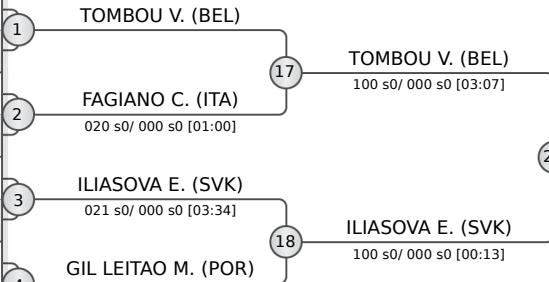 TOMBOU V. (BEL)
1
TOMBOU V. (BEL)
17
100 s0/ 000 s0 [03:07]
FAGIANO C. (ITA)
2
020 s0/ 000 s0 [01:00]
ILIASOVA E. (SVK)
3
021 s0/ 000 s0 [03:34]
ILIASOVA E. (SVK)
18
100 s0/ 000 s0 [00:13]
GIL LEITAO M. (POR)